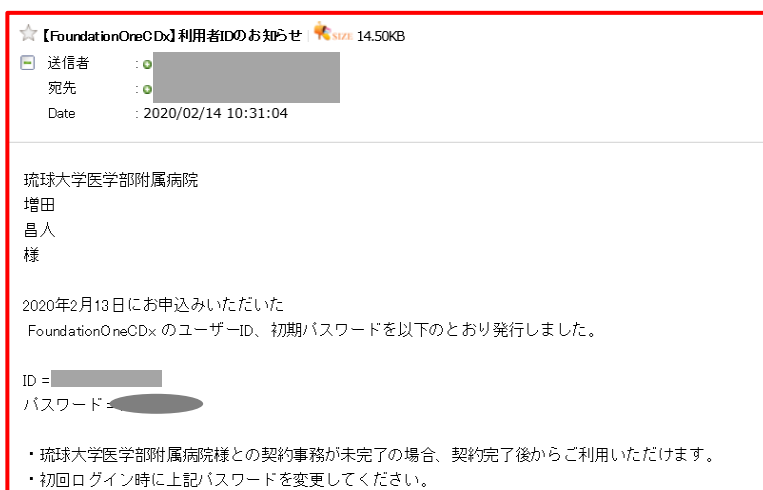 【FoundationOneCDx】利用者IDのお知らせ SIZE 14.50KB
送信者 :
宛先 :
Date : 2020/02/14 10:31:04
琉球大学医学部附属病院
増田
昌人
様
2020年2月13日にお申込みいただいた
FoundationOneCDx のユーザーID、初期パスワードを以下のとおり発行しました。
ID =
パスワード =
・琉球大学医学部附属病院様との契約事務が未完了の場合、契約完了後からご利用いただけます。
・初回ログイン時に上記パスワードを変更してください。